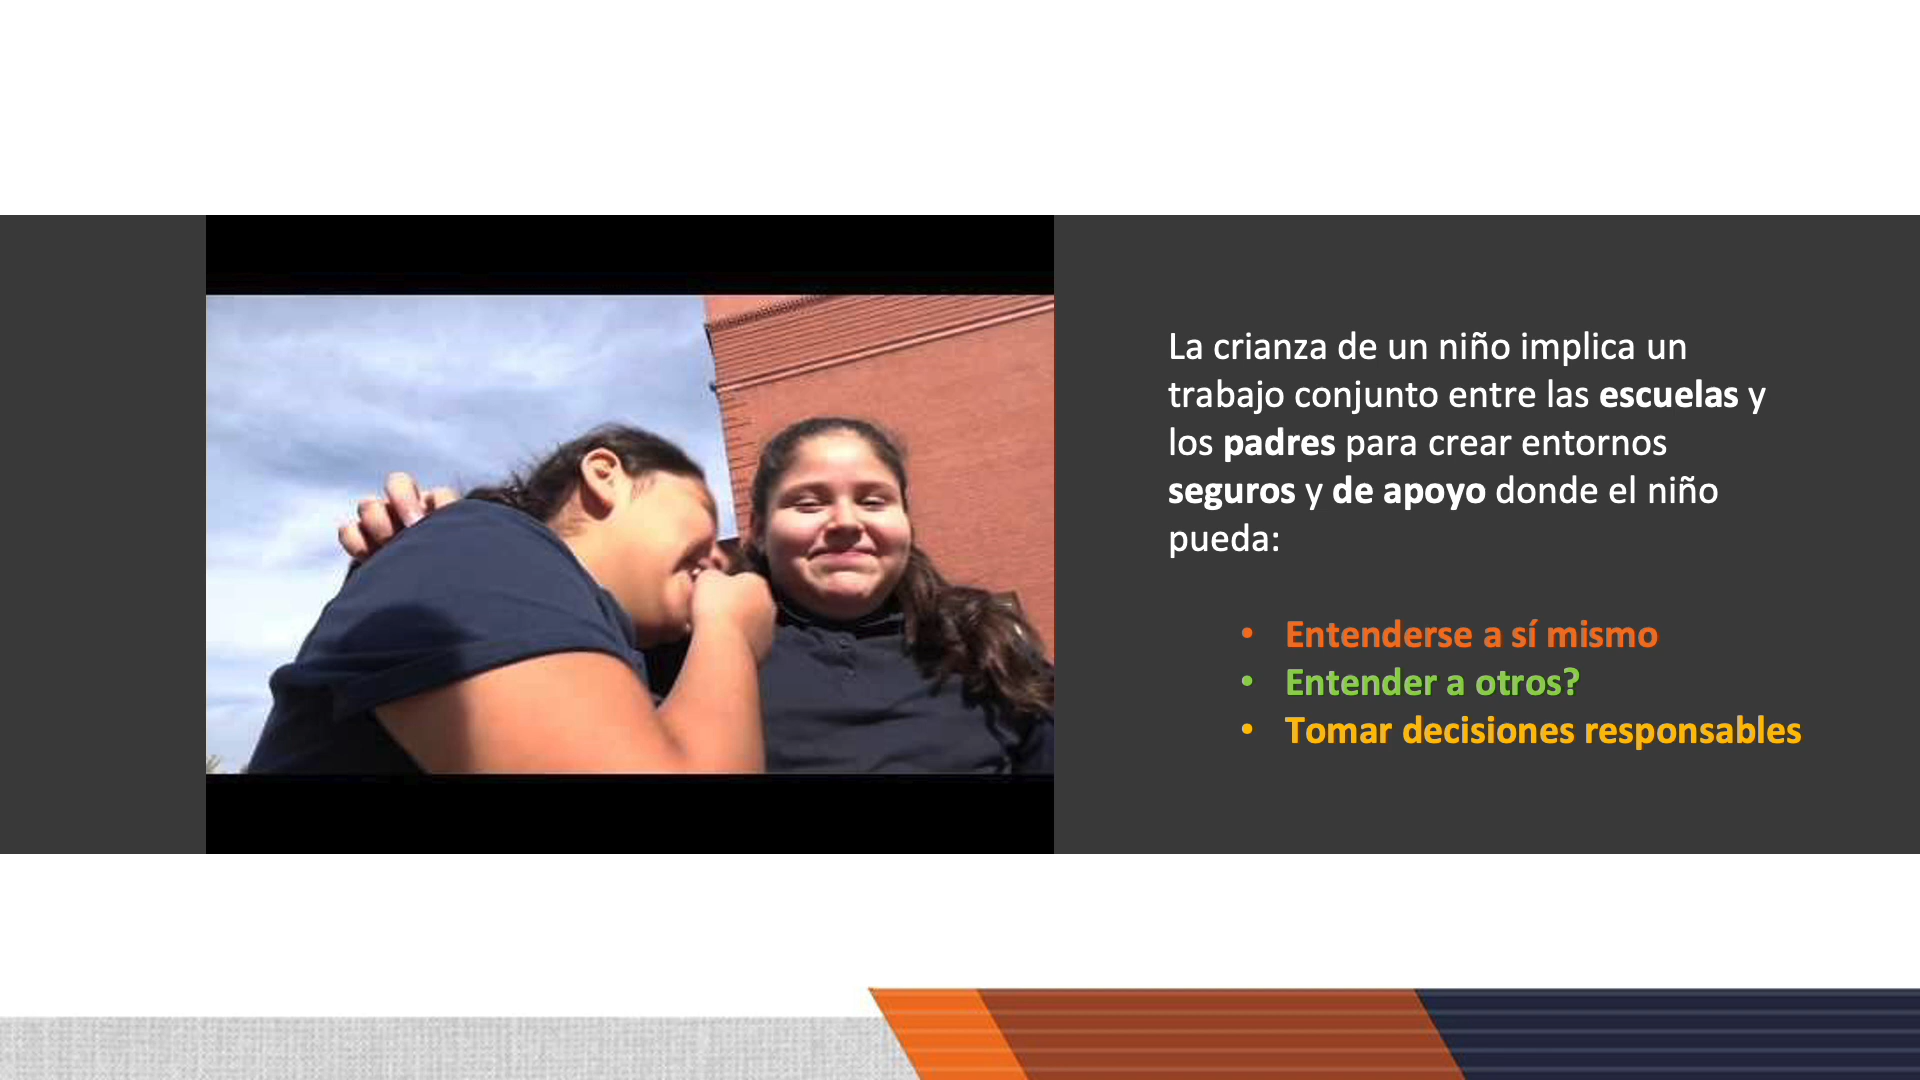 La crianza de un niño implica un
trabajo conjunto entre las escuelas y
los padres para crear entornos
seguros y de apoyo donde el niño
pueda:
• Entenderse a sí mismo
• Entender a otros?
• Tomar decisiones responsables